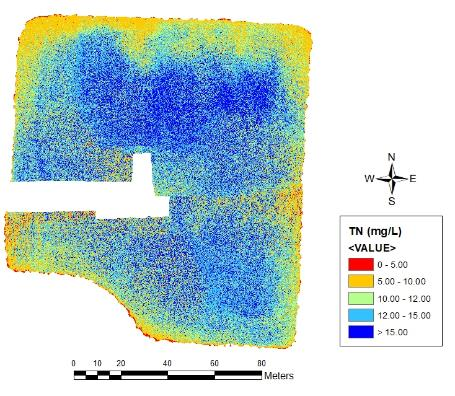 N
W E
S
TN (mg/L)
<VALUE>
0 - 5.00
5.00 - 10.00
10.00 - 12.00
12.00 - 15.00
> 15.00
0 10 20 40 60 80
Meters